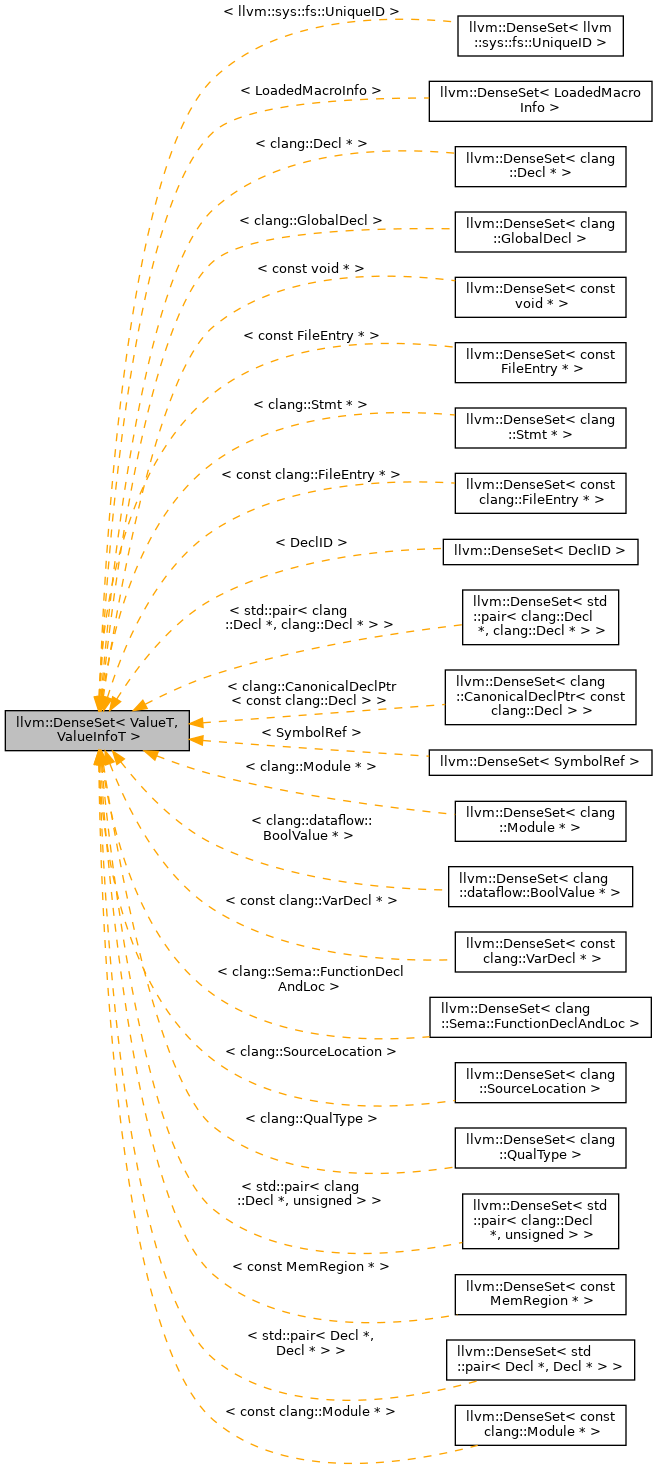 < llvm::sys::fs::UniqueID >
llvm::DenseSet< llvm
::sys::fs::UniqueID >
< LoadedMacroInfo >
llvm::DenseSet< LoadedMacro
Info >
< clang::Decl * >
llvm::DenseSet< clang
::Decl * >
< clang::GlobalDecl >
llvm::DenseSet< clang
::GlobalDecl >
< const void * >
llvm::DenseSet< const
void * >
< const FileEntry * >
llvm::DenseSet< const
FileEntry * >
< clang::Stmt * >
llvm::DenseSet< clang
::Stmt * >
< const clang::FileEntry * >
llvm::DenseSet< const
clang::FileEntry * >
< DeclID >
llvm::DenseSet< DeclID >
< std::pair< clang
::Decl *, clang::Decl * > >
llvm::DenseSet< std
::pair< clang::Decl
*, clang::Decl * > >
< clang::CanonicalDeclPtr
< const clang::Decl > >
llvm::DenseSet< clang
::CanonicalDeclPtr< const
clang::Decl > >
llvm::DenseSet< ValueT,
ValueInfoT >
< SymbolRef >
llvm::DenseSet< SymbolRef >
< clang::Module * >
llvm::DenseSet< clang
::Module * >
< clang::dataflow::
BoolValue * >
llvm::DenseSet< clang
::dataflow::BoolValue * >
< const clang::VarDecl * >
llvm::DenseSet< const
clang::VarDecl * >
< clang::Sema::FunctionDecl
AndLoc >
llvm::DenseSet< clang
::Sema::FunctionDeclAndLoc >
< clang::SourceLocation >
llvm::DenseSet< clang
::SourceLocation >
< clang::QualType >
llvm::DenseSet< clang
::QualType >
< std::pair< clang
::Decl *, unsigned > >
llvm::DenseSet< std
::pair< clang::Decl
*, unsigned > >
< const MemRegion * >
llvm::DenseSet< const
MemRegion * >
< std::pair< Decl *,
Decl * > >
llvm::DenseSet< std
::pair< Decl *, Decl * > >
< const clang::Module * >
llvm::DenseSet< const
clang::Module * >